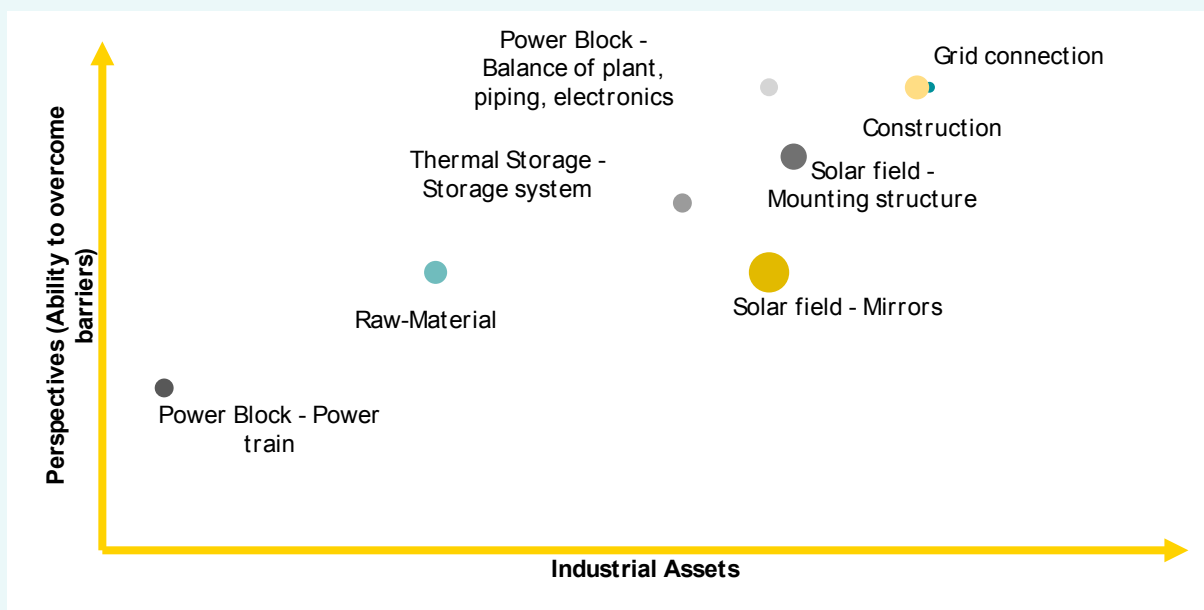 Power Block -
Balance of plant,
piping, electronics
Grid connection
Construction
Thermal Storage -
Storage system
Solar field -
Mounting structure
Raw-Material
Solar field - Mirrors
Power Block - Power
train
Perspectives (Ability to overcome
barriers)
Industrial Assets